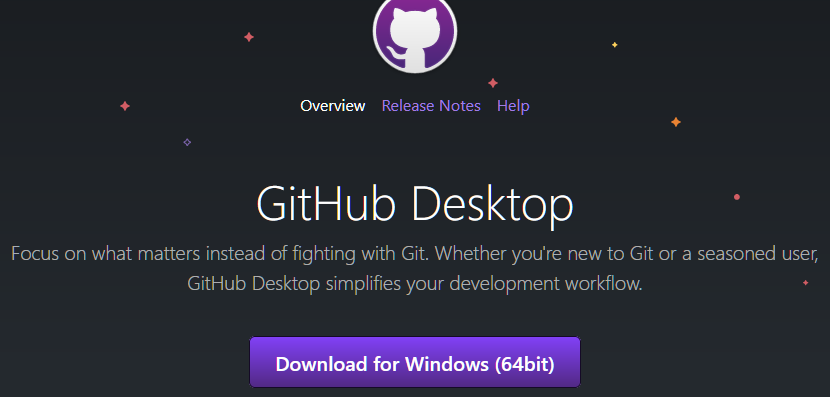 Overview Release Notes Help
GitHub Desktop
Focus on what matters instead of fighting with Git. Whether you're new to Git or a seasoned user,
GitHub Desktop simplifies your development workflow.
Download for Windows (64bit)